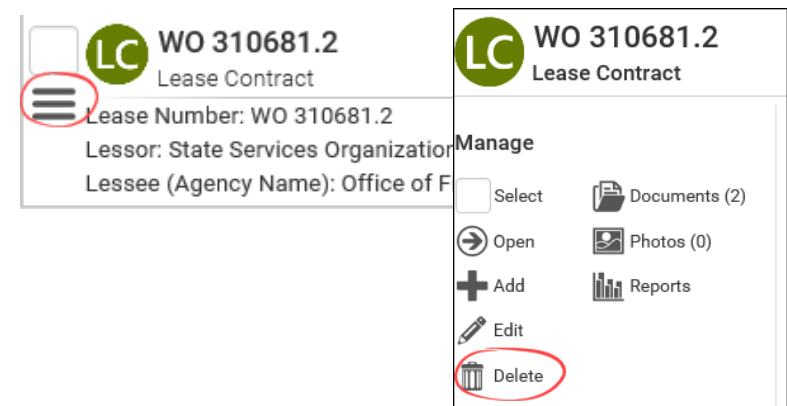 LC WO 310681.2
Lease Contract
Lease Number: WO 310681.2
Lessor: State Services Organization
Lessee (Agency Name): Office of F
LC WO 310681.2
Lease Contract
Manage
Select Documents (2)
Open Photos (0)
Add Reports
Edit
Delete